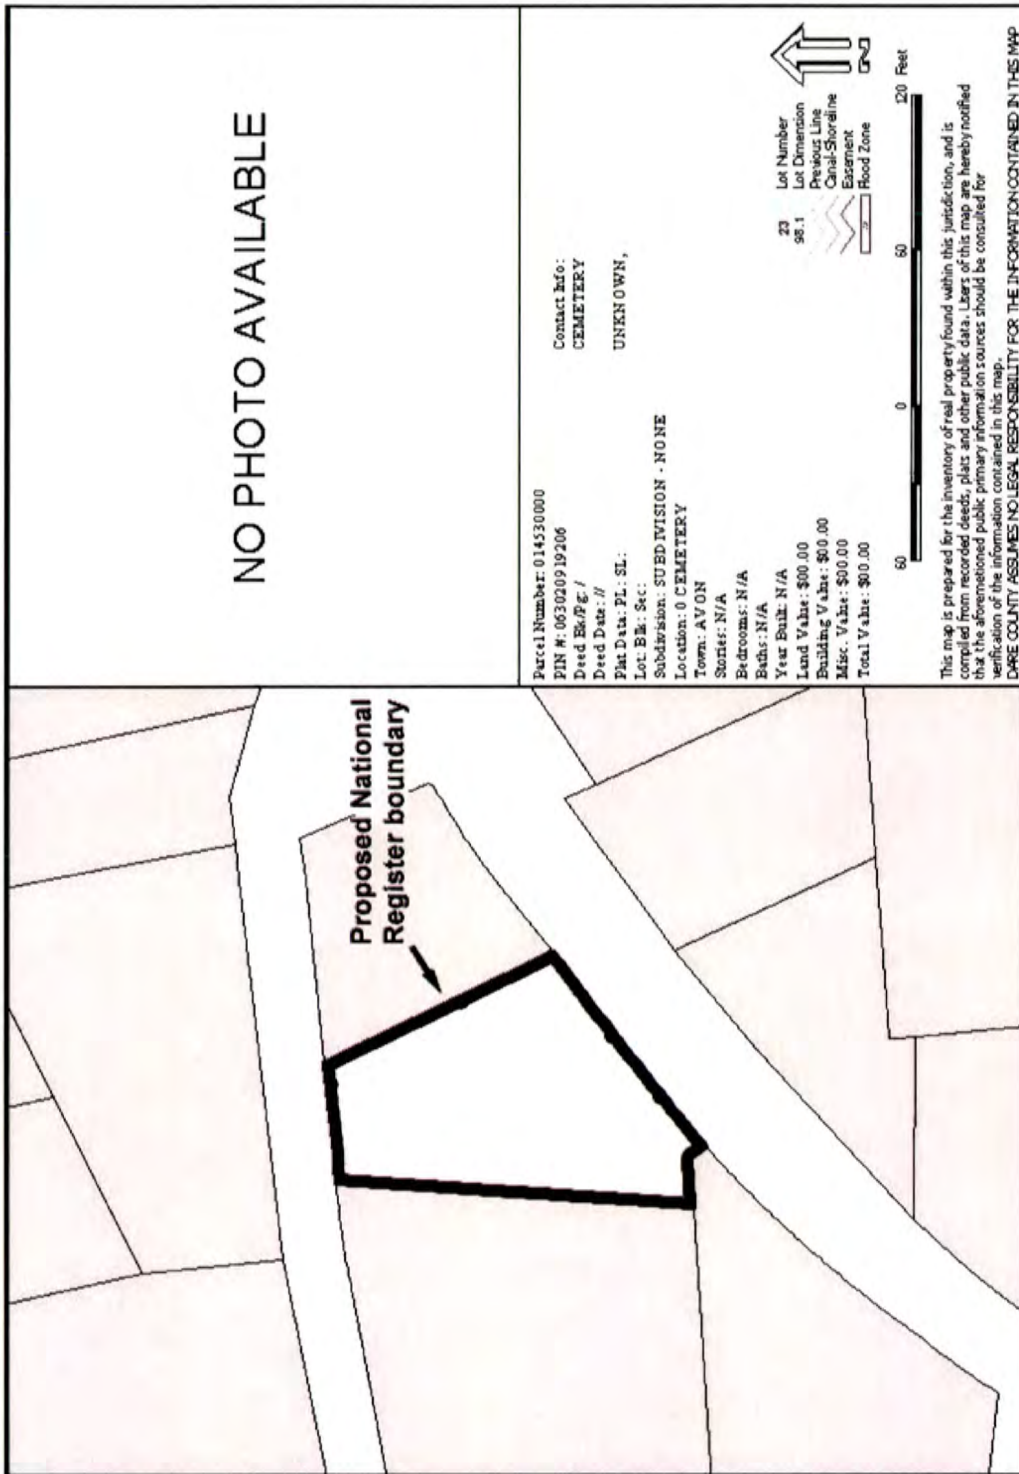 NO PHOTO AVAILABLE
Proposed National
Register boundary
Parcel Number: 014530000
PIN #: 063020919206
Deed Bk/Pg: /
Deed Date: //
Plat Data: PL: SL:
Lot: Blk: Sec:
Subdivision: SUBDIVISION - NONE
Location: 0 CEMETERY
Town: AVON
Stories: N/A
Bedrooms: N/A
Baths: N/A
Year Built: N/A
Land Value: $00.00
Building Value: $00.00
Misc. Value: $00.00
Total Value: $00.00
Contact Info:
CEMETERY
UNKNOWN,
23 Lot Number
98.1 Lot Dimension
Previous Line
Canal-Shoreline
Easement
Flood Zone
N
60 0 60 120 Feet
This map is prepared for the inventory of real property found within this jurisdiction, and is
compiled from recorded deeds, plats and other public data. Users of this map are hereby notified
that the aforemetioned public primary information sources should be consulted for
verification of the information contained in this map.
DARE COUNTY ASSUMES NO LEGAL RESPONSIBILITY FOR THE INFORMATION CONTAINED IN THIS MAP